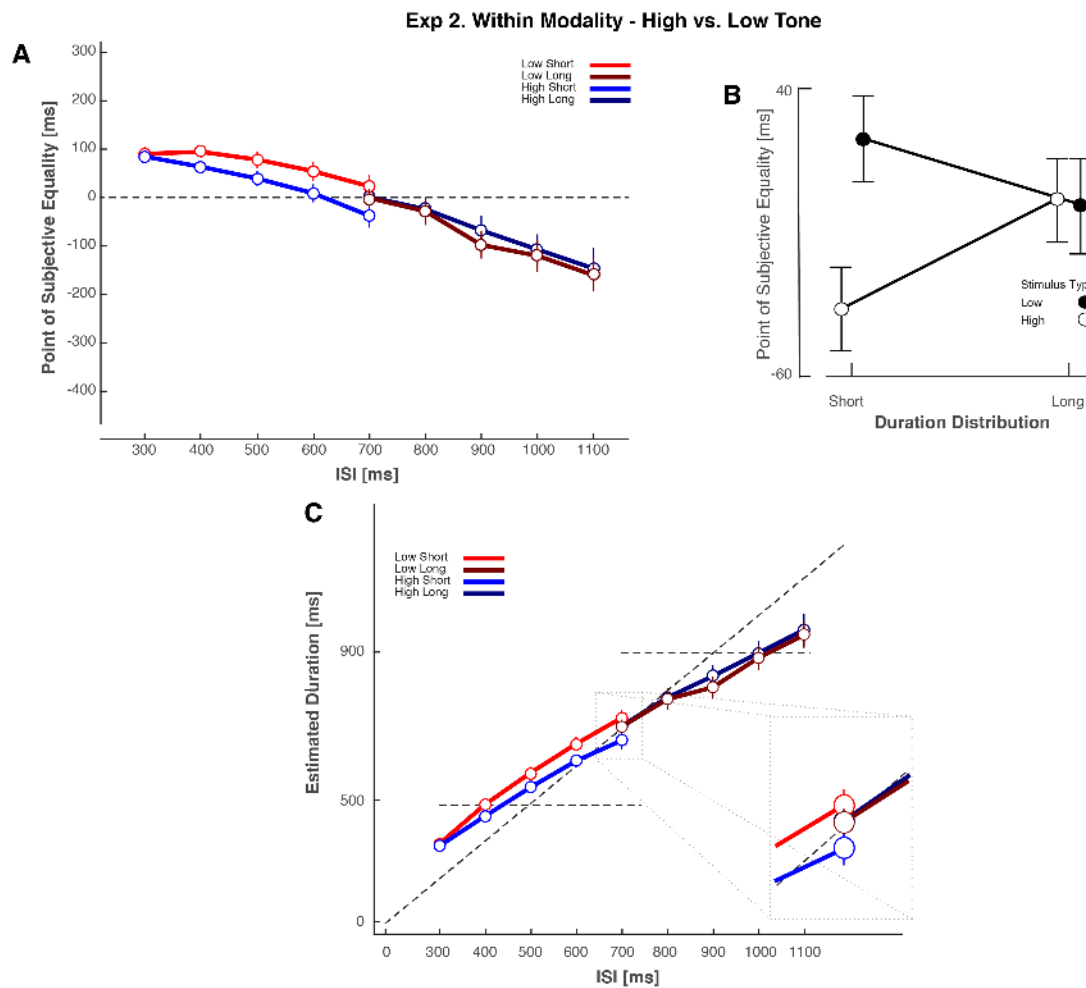 Exp 2. Within Modality - High vs. Low Tone
A
300
200
100
0
-100
-200
-300
-400
Point of Subjective Equality [ms]
Low Short
Low Long
High Short
High Long
300 400 500 600 700 800 900 1000 1100
ISI [ms]
B
40
-60
Point of Subjective Equality [ms]
Stimulus Typ
Low
High
Short Long
Duration Distribution
C
Low Short
Low Long
High Short
High Long
900
500
0
Estimated Duration [ms]
0 300 400 500 600 700 800 900 1000 1100
ISI [ms]